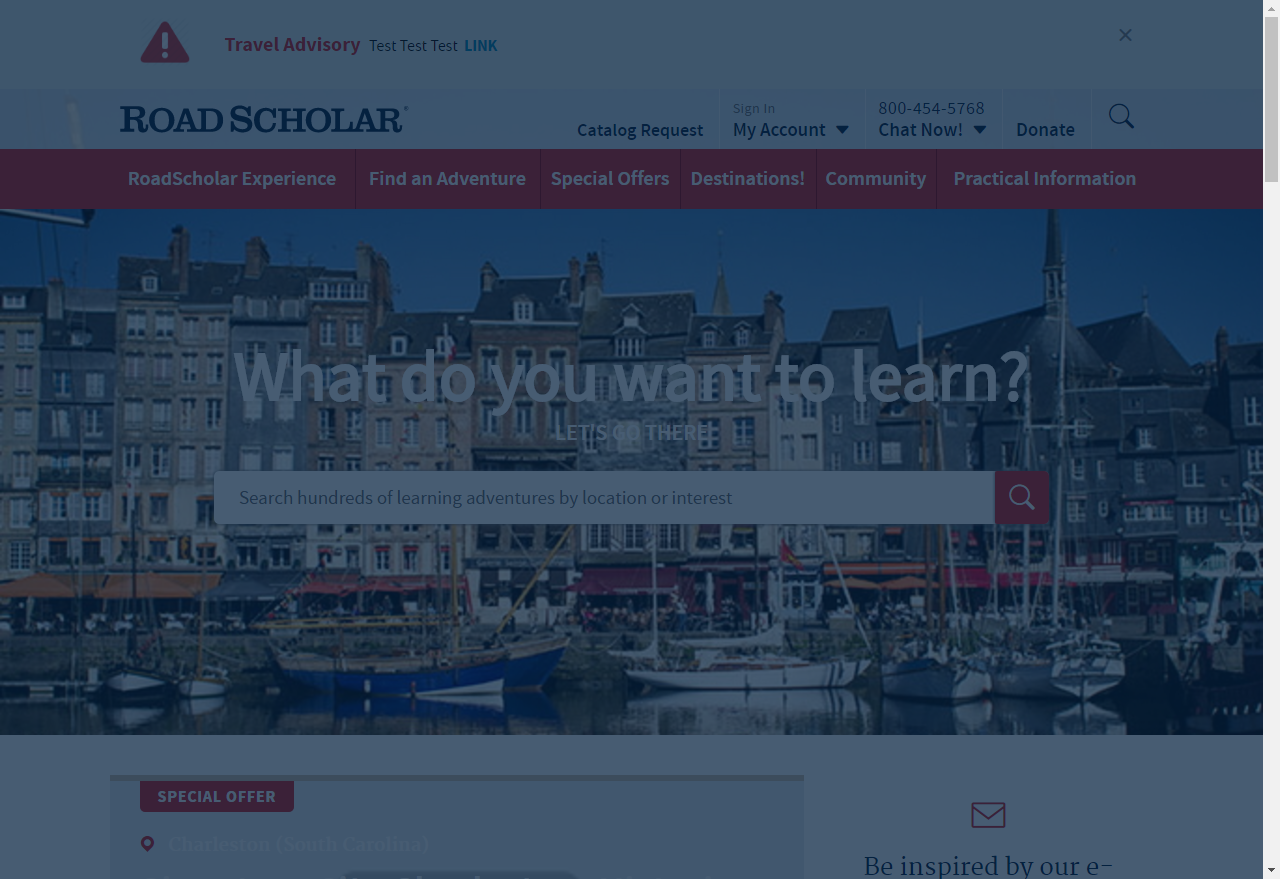 Travel Advisory Test Test Test LINK
ROAD SCHOLAR®
Catalog Request
Sign In
My Account
800-454-5768
Chat Now!
Donate
RoadScholar Experience
Find an Adventure
Special Offers
Destinations!
Community
Practical Information
What do you want to learn?
LET'S GO THERE.
Search hundreds of learning adventures by location or interest
SPECIAL OFFER
Charleston (South Carolina)
Be inspired by our e-